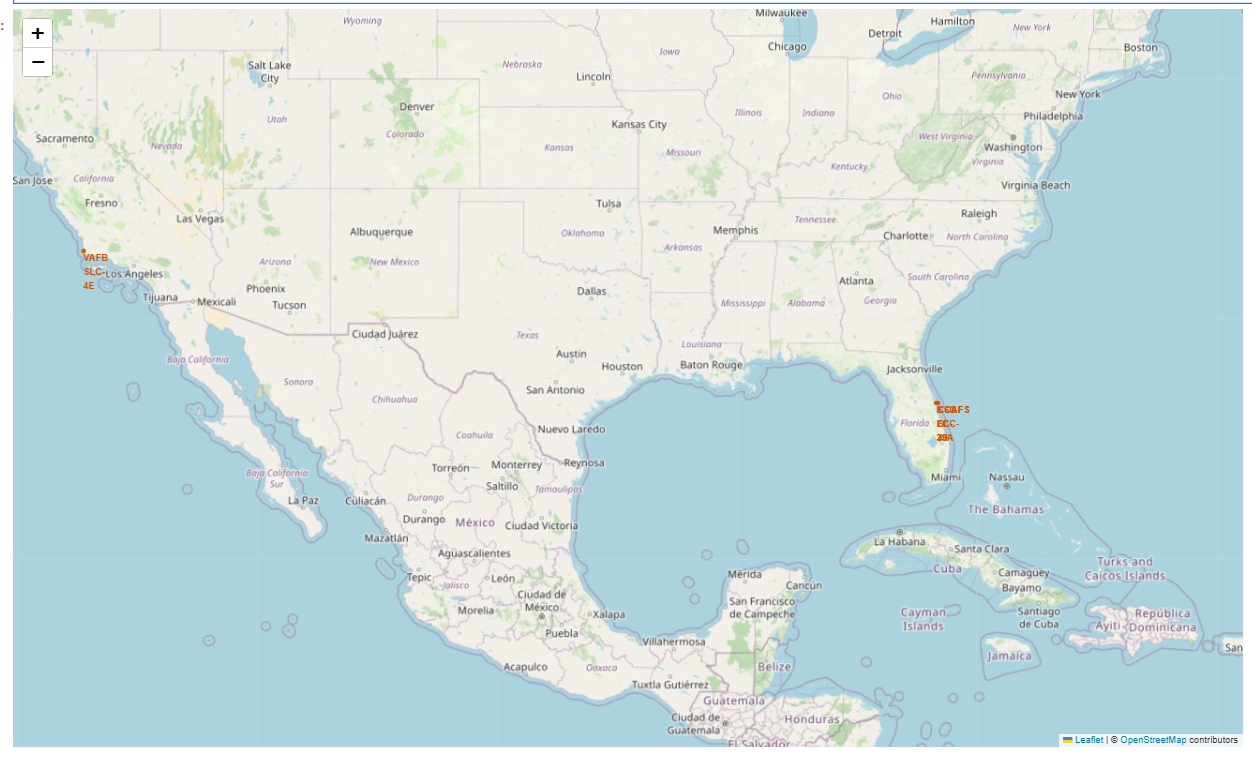 :
+
−
Wyoming
Milwaukee
Hamilton
New York
Detroit
Chicago
Boston
Iowa
Salt Lake
City
Nebraska
Lincoln
Pennsylvania
New York
Ohio
Denver
Philadelphia
Utah
Illinois
Indiana
Kansas City
Colorado
West Virginia
Sacramento
Nevada
Kansas
Missouri
Washington
Kentucky
Virginia
San Jose
California
Virginia Beach
Fresno
Las Vegas
Tulsa
Raleigh
Tennessee
Albuquerque
Oklahoma
Memphis
Charlotte
North Carolina
Arkansas
VAFB
SLC-
4E
Los Angeles
Arizona
New Mexico
South Carolina
Atlanta
Phoenix
Dallas
Tijuana
Mexicali
Tucson
Mississippi
Alabama
Georgia
Ciudad Juárez
Texas
Louisiana
Austin
Baja California
Houston
Baton Rouge
Jacksonville
Sonora
San Antonio
Chihuahua
Florida
Nuevo Laredo
Coahuila
Torreón
Monterrey
Reynosa
Baja California
Sur
Saltillo
Tamaulipas
Miami
Nassau
La Paz
Culiacán
Durango
The Bahamas
Durango
México
Ciudad Victoria
Mazatlán
La Habana
Santa Clara
Aguascalientes
Cuba
Camagüey
Turks and
Caicos Islands
Tepic
Jalisco
León
Mérida
Cancún
Bayamo
Ciudad de
México
San Francisco
de Campeche
Morelia
Xalapa
Cayman
Islands
Santiago
de Cuba
República
Dominicana
Ayiti
Puebla
Villahermosa
San
Jamaica
Acapulco
Oaxaca
Belize
Tuxtla Gutiérrez
Guatemala
Ciudad de
Guatemala
Honduras
El Salvador
Leaflet | © OpenStreetMap contributors